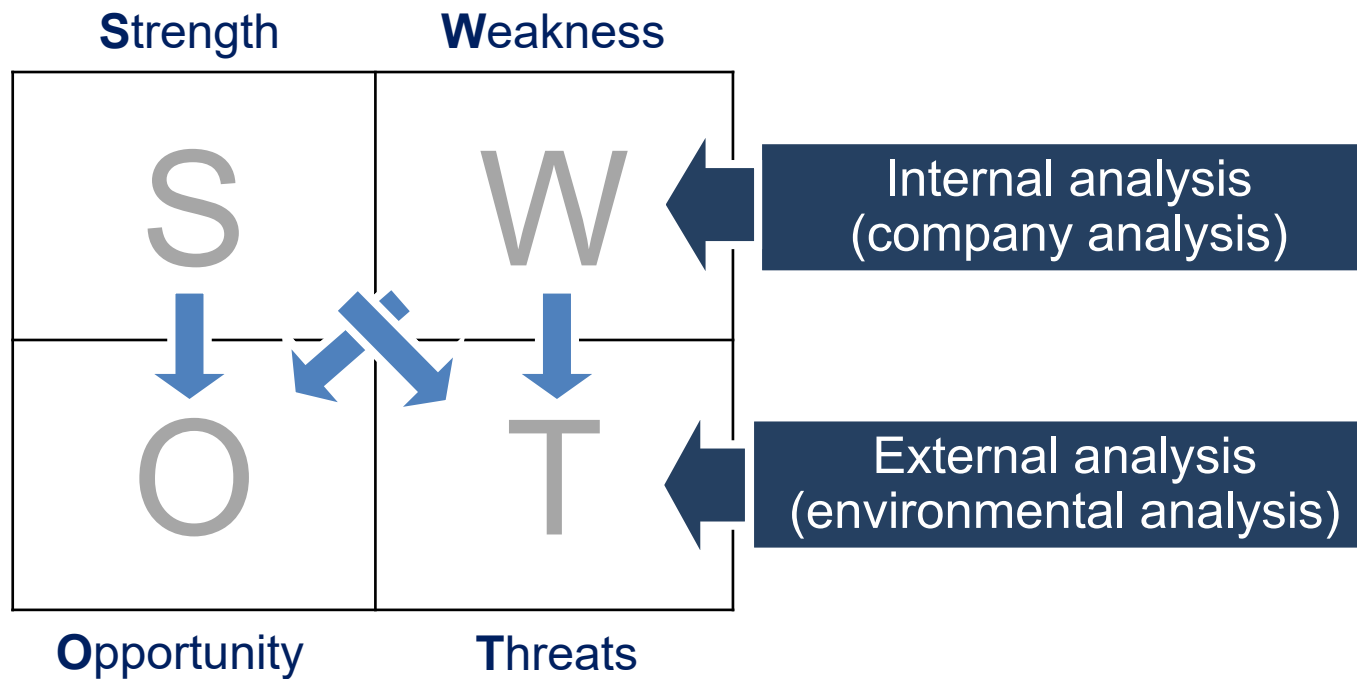 Strength
Weakness
S
W
Internal analysis
(company analysis)
O
T
External analysis
(environmental analysis)
Opportunity
Threats